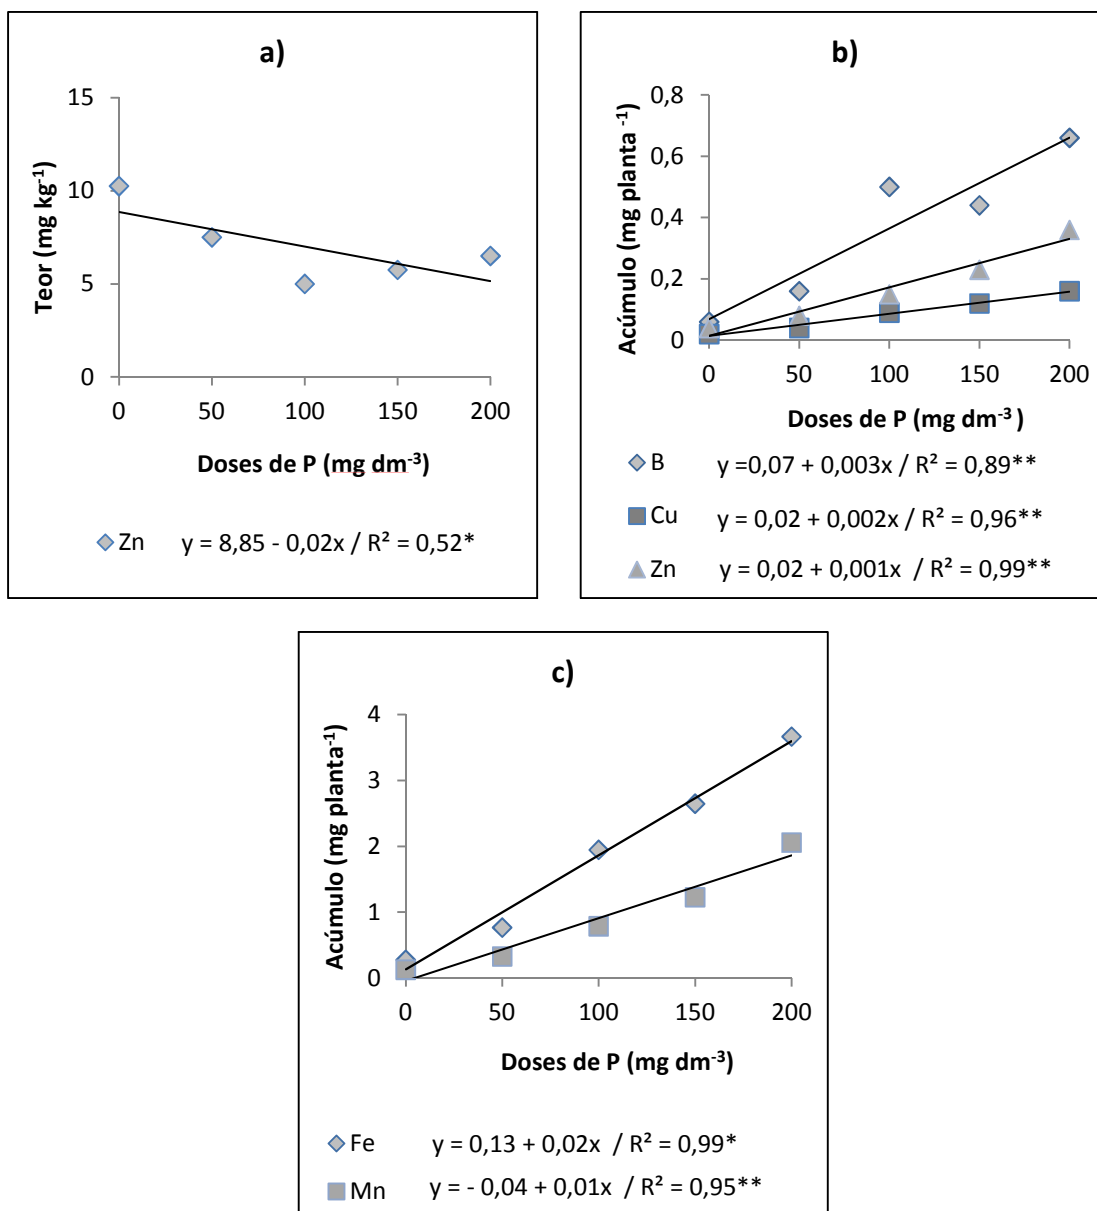 a)
15
10
5
0
0 50 100 150 200
Teor (mg kg-1)
Doses de P (mg dm-3)
Zn y = 8,85 - 0,02x / R² = 0,52*
b)
0,8
0,6
0,4
0,2
0
0 50 100 150 200
Acúmulo (mg planta -1)
Doses de P (mg dm-3 )
B y =0,07 + 0,003x / R² = 0,89**
Cu y = 0,02 + 0,002x / R² = 0,96**
Zn y = 0,02 + 0,001x / R² = 0,99**
c)
4
3
2
1
0
0 50 100 150 200
Acúmulo (mg planta-1)
Doses de P (mg dm-3)
Fe y = 0,13 + 0,02x / R² = 0,99*
Mn y = - 0,04 + 0,01x / R² = 0,95**